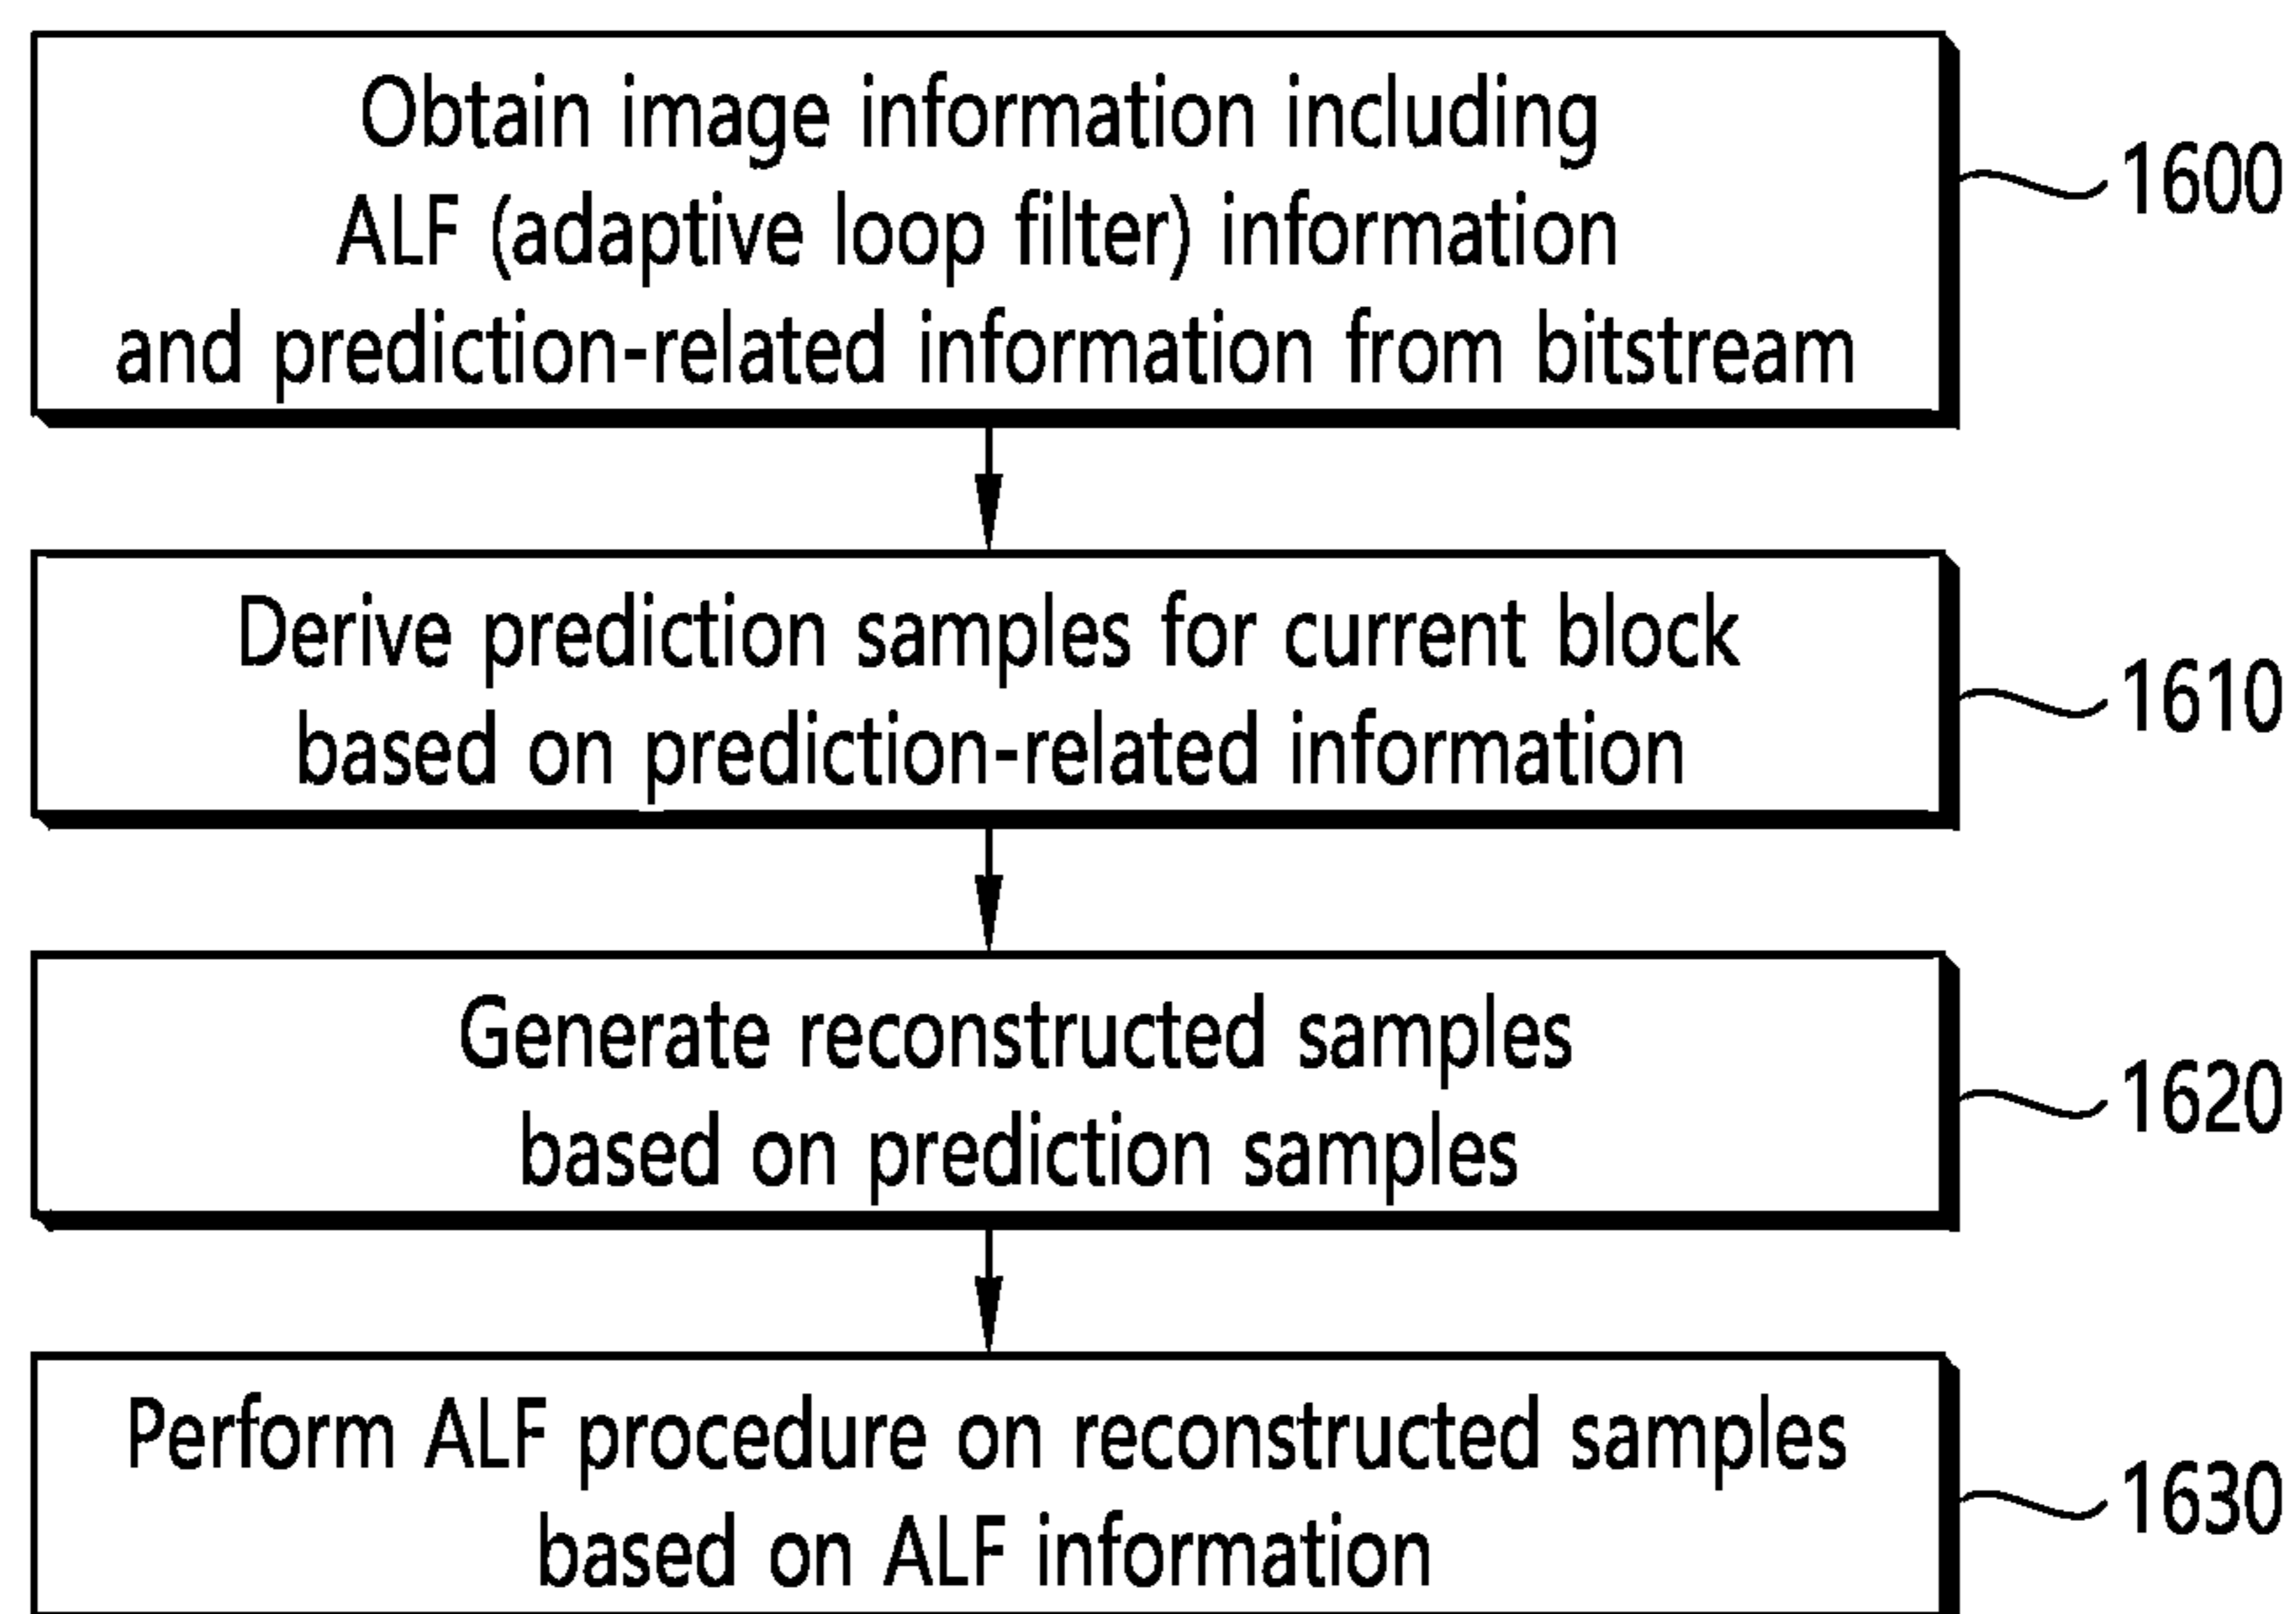 Obtain image information including
ALF (adaptive loop filter) information
and prediction-related information from bitstream
1600
Derive prediction samples for current block
based on prediction-related information
1610
Generate reconstructed samples
based on prediction samples
1620
Perform ALF procedure on reconstructed samples
based on ALF information
1630